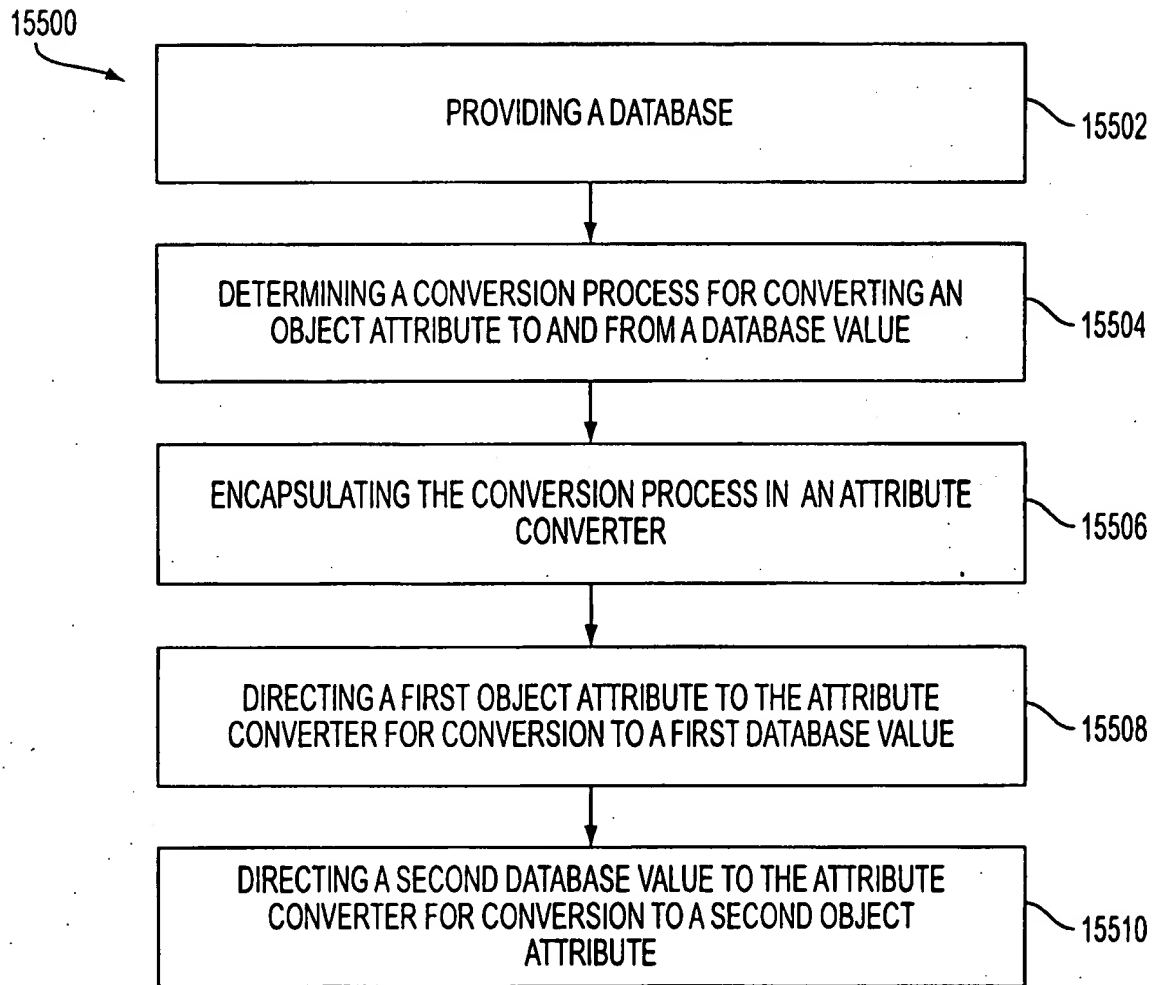 15500
PROVIDING A DATABASE
15502
DETERMINING A CONVERSION PROCESS FOR CONVERTING AN
OBJECT ATTRIBUTE TO AND FROM A DATABASE VALUE
15504
ENCAPSULATING THE CONVERSION PROCESS IN AN ATTRIBUTE
CONVERTER
15506
DIRECTING A FIRST OBJECT ATTRIBUTE TO THE ATTRIBUTE
CONVERTER FOR CONVERSION TO A FIRST DATABASE VALUE
15508
DIRECTING A SECOND DATABASE VALUE TO THE ATTRIBUTE
CONVERTER FOR CONVERSION TO A SECOND OBJECT
ATTRIBUTE
15510